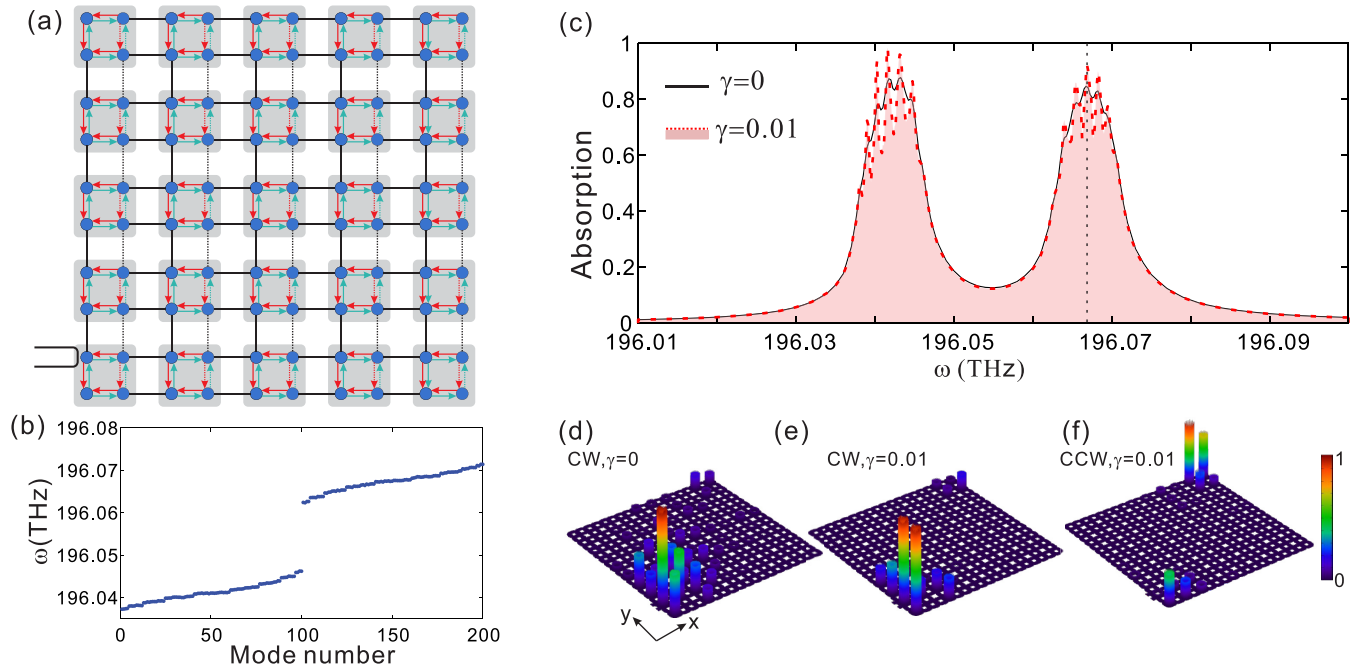 (a)
(b)
196.08
196.07
196.06
196.05
196.04
ω(THz)
0
50
100
150
200
Mode number
(c)
1
0.8
0.6
0.4
0.2
0
Absorption
γ=0
γ=0.01
196.01
196.03
196.05
196.07
196.09
ω (THz)
(d)
CW,γ=0
y
x
(e)
CW,γ=0.01
(f)
CCW,γ=0.01
1
0